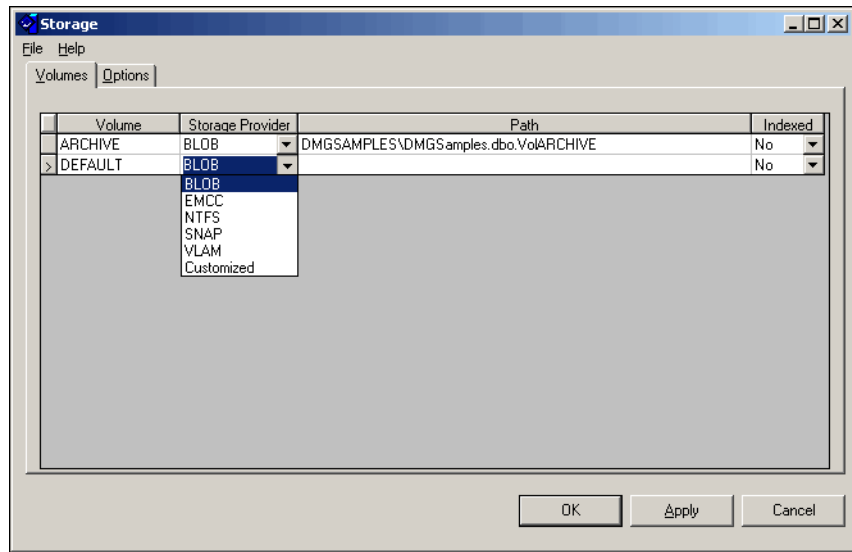 Storage
File Help
Volumes Options
Volume Storage Provider Path Indexed
ARCHIVE BLOB DMGSAMPLES\DMGSamples.dbo.VolARCHIVE No
> DEFAULT BLOB No
BLOB
EMCC
NTFS
SNAP
VLAM
Customized
OK Apply Cancel